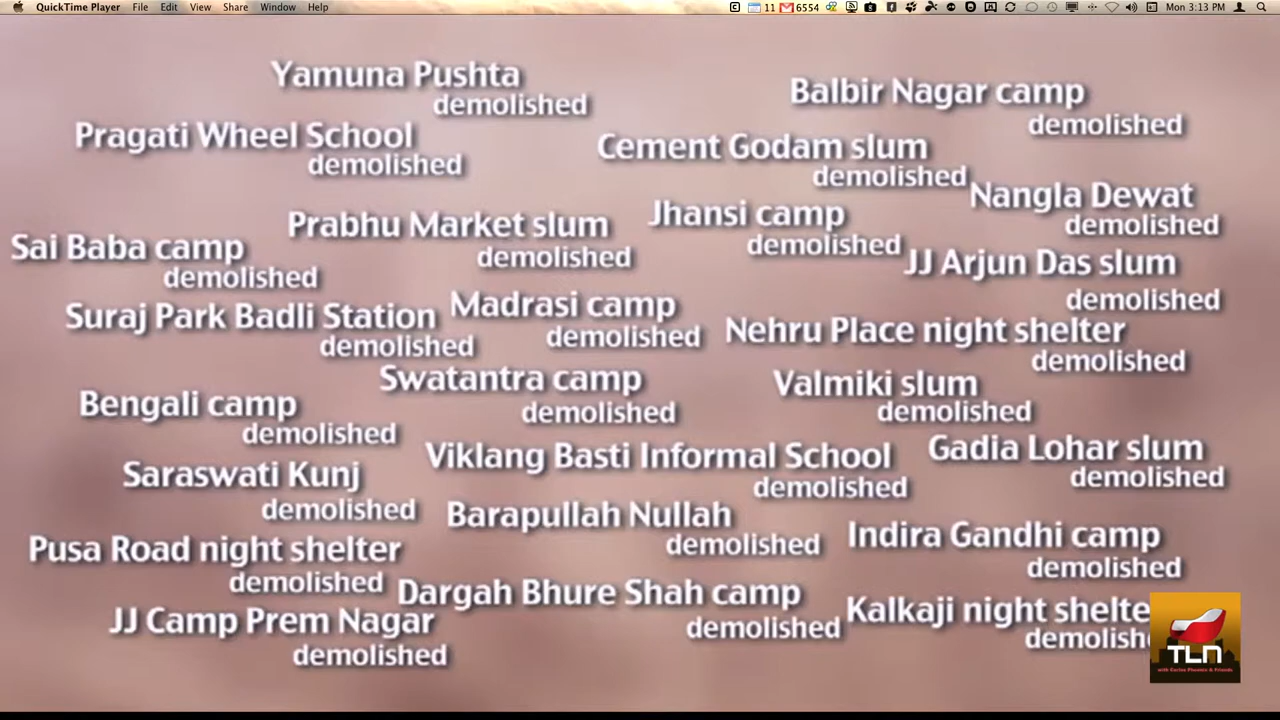 QuickTime Player File Edit View Share Window Help 11 6554 Mon 3:13 PM
Yamuna Pushta
demolished
Balbir Nagar camp
demolished
Pragati Wheel School
demolished
Cement Godam slum
demolished
Nangla Dewat
demolished
Prabhu Market slum
demolished
Jhansi camp
demolished
Sai Baba camp
demolished
JJ Arjun Das slum
demolished
Suraj Park Badli Station
demolished
Madrasi camp
demolished
Nehru Place night shelter
demolished
Swatantra camp
demolished
Valmiki slum
demolished
Bengali camp
demolished
Viklang Basti Informal School
demolished
Gadia Lohar slum
demolished
Saraswati Kunj
demolished
Barapullah Nullah
demolished
Indira Gandhi camp
demolished
Pusa Road night shelter
demolished
Dargah Bhure Shah camp
demolished
Kalkaji night shelte
demolish
JJ Camp Prem Nagar
demolished
TLN